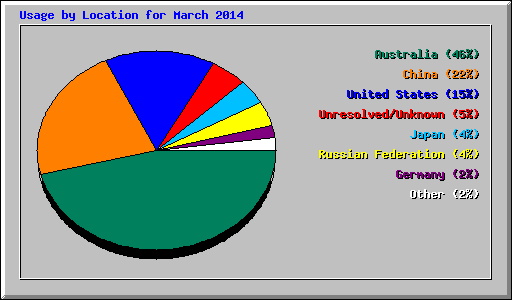 Usage by Location for March 2014
Australia (46%)
China (22%)
United States (15%)
Unresolved/Unknown (5%)
Japan (4%)
Russian Federation (4%)
Germany (2%)
Other (2%)